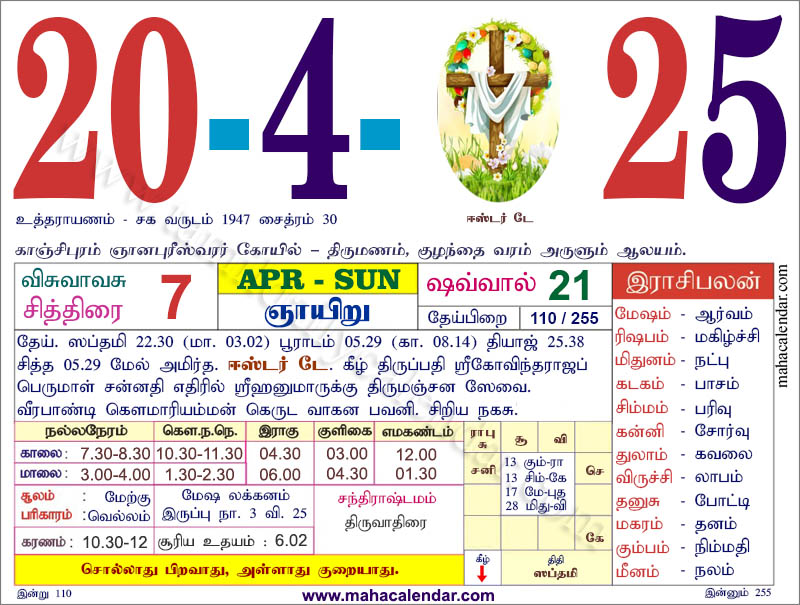 20-4- 25
ஈஸ்டர் டே
உத்தராயணம் - சக வருடம் 1947 சைத்ரம் 30
காஞ்சிபுரம் ஞானபுரீஸ்வரர் கோயில் – திருமணம், குழந்தை வரம் அருளும் ஆலயம்.
விசுவாவசு
சித்திரை 7
APR - SUN
ஞாயிறு
ஷவ்வால் 21
தேய்பிறை 110 / 255
தேய். ஸப்தமி 22.30 (மா. 03.02) பூராடம் 05.29 (கா. 08.14) தியாஜ் 25.38
சித்த 05.29 மேல் அமிர்த. ஈஸ்டர் டே. கீழ் திருப்பதி ஸ்ரீகோவிந்தராஜப்
பெருமாள் சன்னதி எதிரில் ஸ்ரீஹனுமாருக்கு திருமஞ்சன ஸேவை.
வீரபாண்டி கௌமாரியம்மன் கெருட வாகன பவனி. சிறிய நகசு.
நல்லநேரம் கௌ.ந.நெ. இராகு குளிகை எமகண்டம்
காலை: 7.30-8.30 10.30-11.30 04.30 03.00 12.00
மாலை: 3.00-4.00 1.30-2.30 06.00 04.30 01.30
சூலம் : மேற்கு
பரிகாரம் :வெல்லம்
மேஷ லக்கனம்
இருப்பு நா. 3 வி. 25
கரணம்: 10.30-12 சூரிய உதயம் : 6.02
சந்திராஷ்டமம்
திருவாதிரை
சொல்லாது பிறவாது, அள்ளாது குறையாது.
ராபு
சு சூ வி
சனி செ
13 கும்-ரா
13 சிம்-கே
17 மே-புத
28 மிது-வி
கே
கீழ்
திதி
ஸப்தமி
இராசிபலன்
மேஷம் - ஆர்வம்
ரிஷபம் - மகிழ்ச்சி
மிதுனம் - நட்பு
கடகம் - பாசம்
சிம்மம் - பரிவு
கன்னி - சோர்வு
துலாம் - கவலை
விருச்சி - லாபம்
தனுசு - போட்டி
மகரம் - தனம்
கும்பம் - நிம்மதி
மீனம் - நலம்
mahacalendar.com
இன்று 110
www.mahacalendar.com
இன்னும் 255